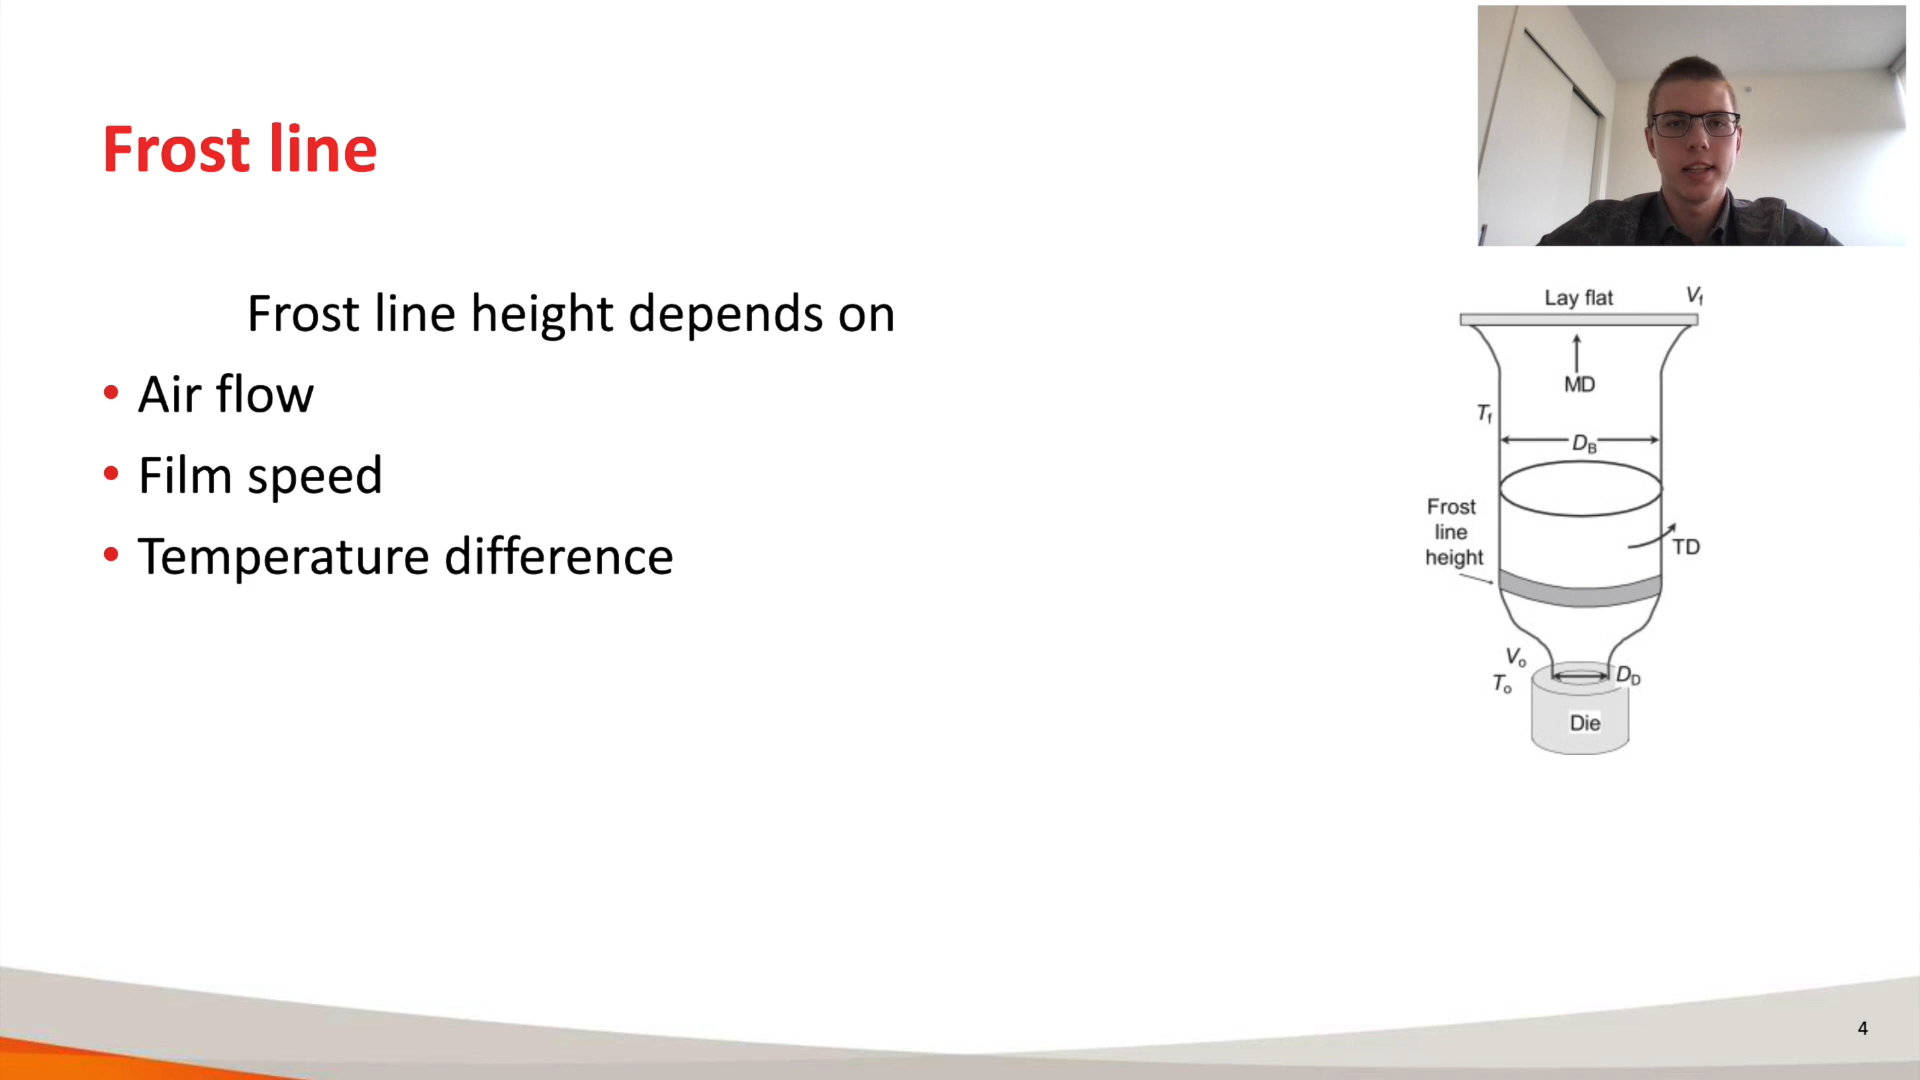 Frost line
Frost line height depends on
• Air flow
• Film speed
• Temperature difference
Lay flat
Vf
MD
Tf
DB
Frost
line
height
TD
Vo
To
DD
Die
4